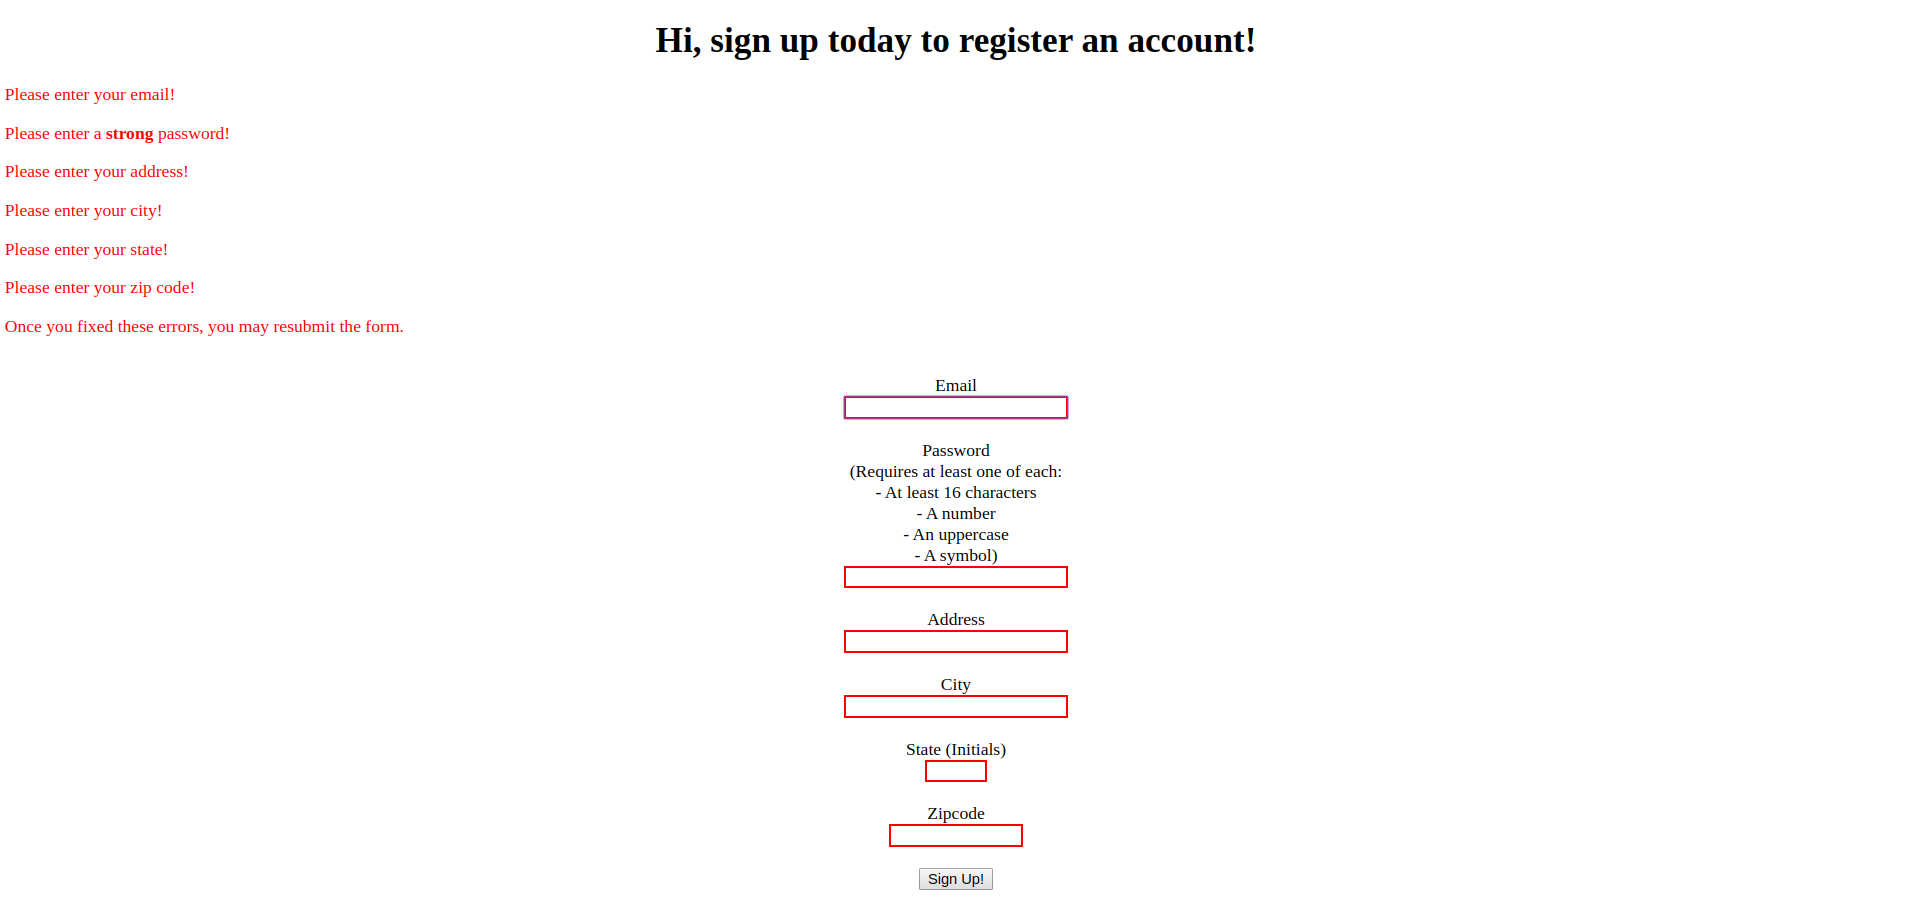 Hi, sign up today to register an account!
Please enter your email!
Please enter a strong password!
Please enter your address!
Please enter your city!
Please enter your state!
Please enter your zip code!
Once you fixed these errors, you may resubmit the form.
Email
Password
(Requires at least one of each:
- At least 16 characters
- A number
- An uppercase
- A symbol)
Address
City
State (Initials)
Zipcode
Sign Up!